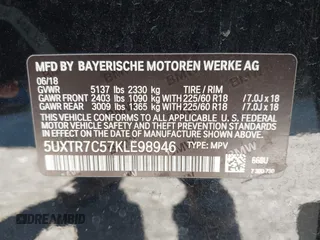 MFD BY BAYERISCHE MOTOREN WERKE AG
06/18
GVWR 5137 lbs 2330 kg TIRE / RIM
GAWR FRONT 2403 lbs 1090 kg WITH 225/60 R18 /7.0J x 18
GAWR REAR 3009 lbs 1365 kg WITH 225/60 R18 /7.0J x 18
THIS VEHICLE CONFORMS TO ALL APPLICABLE
U.S. FEDERAL MOTOR VEHICLE SAFETY, BUMPER,
AND THEFT PREVENTION STANDARDS IN EFFECT
ON THE DATE OF MANUFACTURE SHOWN ABOVE.
5UXTR7C57KLE98946 TYPE: MPV
AUTOBIDMASTER